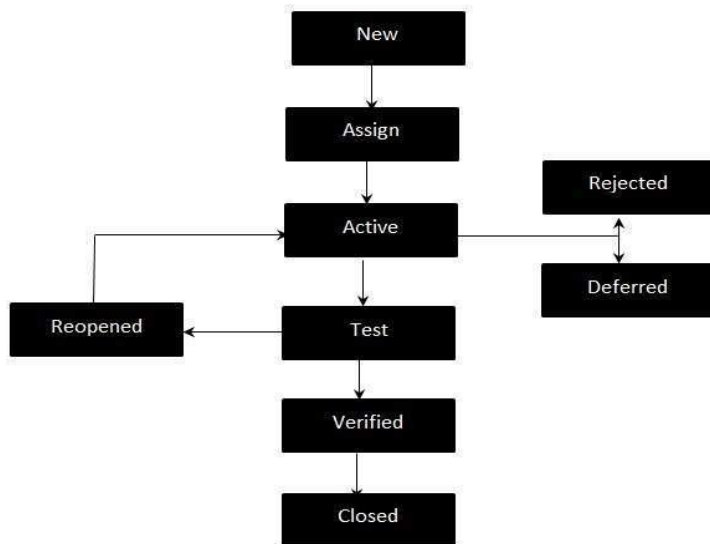 New
Assign
Rejected
Active
Deferred
Reopened
Test
Verified
Closed